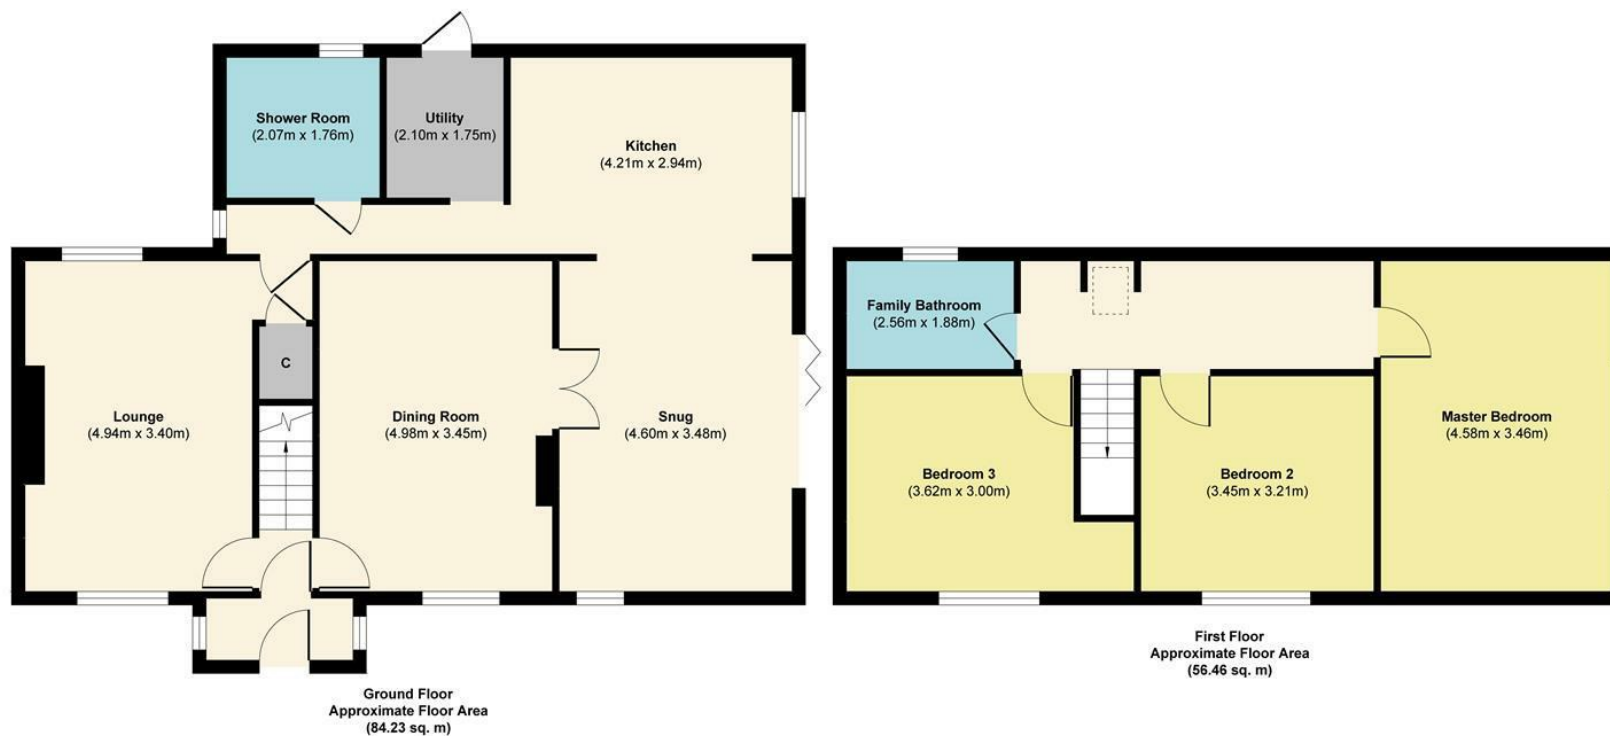 Shower Room
(2.07m x 1.76m)
Utility
(2.10m x 1.75m)
Kitchen
(4.21m x 2.94m)
C
Lounge
(4.94m x 3.40m)
Dining Room
(4.98m x 3.45m)
Snug
(4.60m x 3.48m)
Ground Floor
Approximate Floor Area
(84.23 sq. m)
Family Bathroom
(2.56m x 1.88m)
Master Bedroom
(4.58m x 3.46m)
Bedroom 3
(3.62m x 3.00m)
Bedroom 2
(3.45m x 3.21m)
First Floor
Approximate Floor Area
(56.46 sq. m)